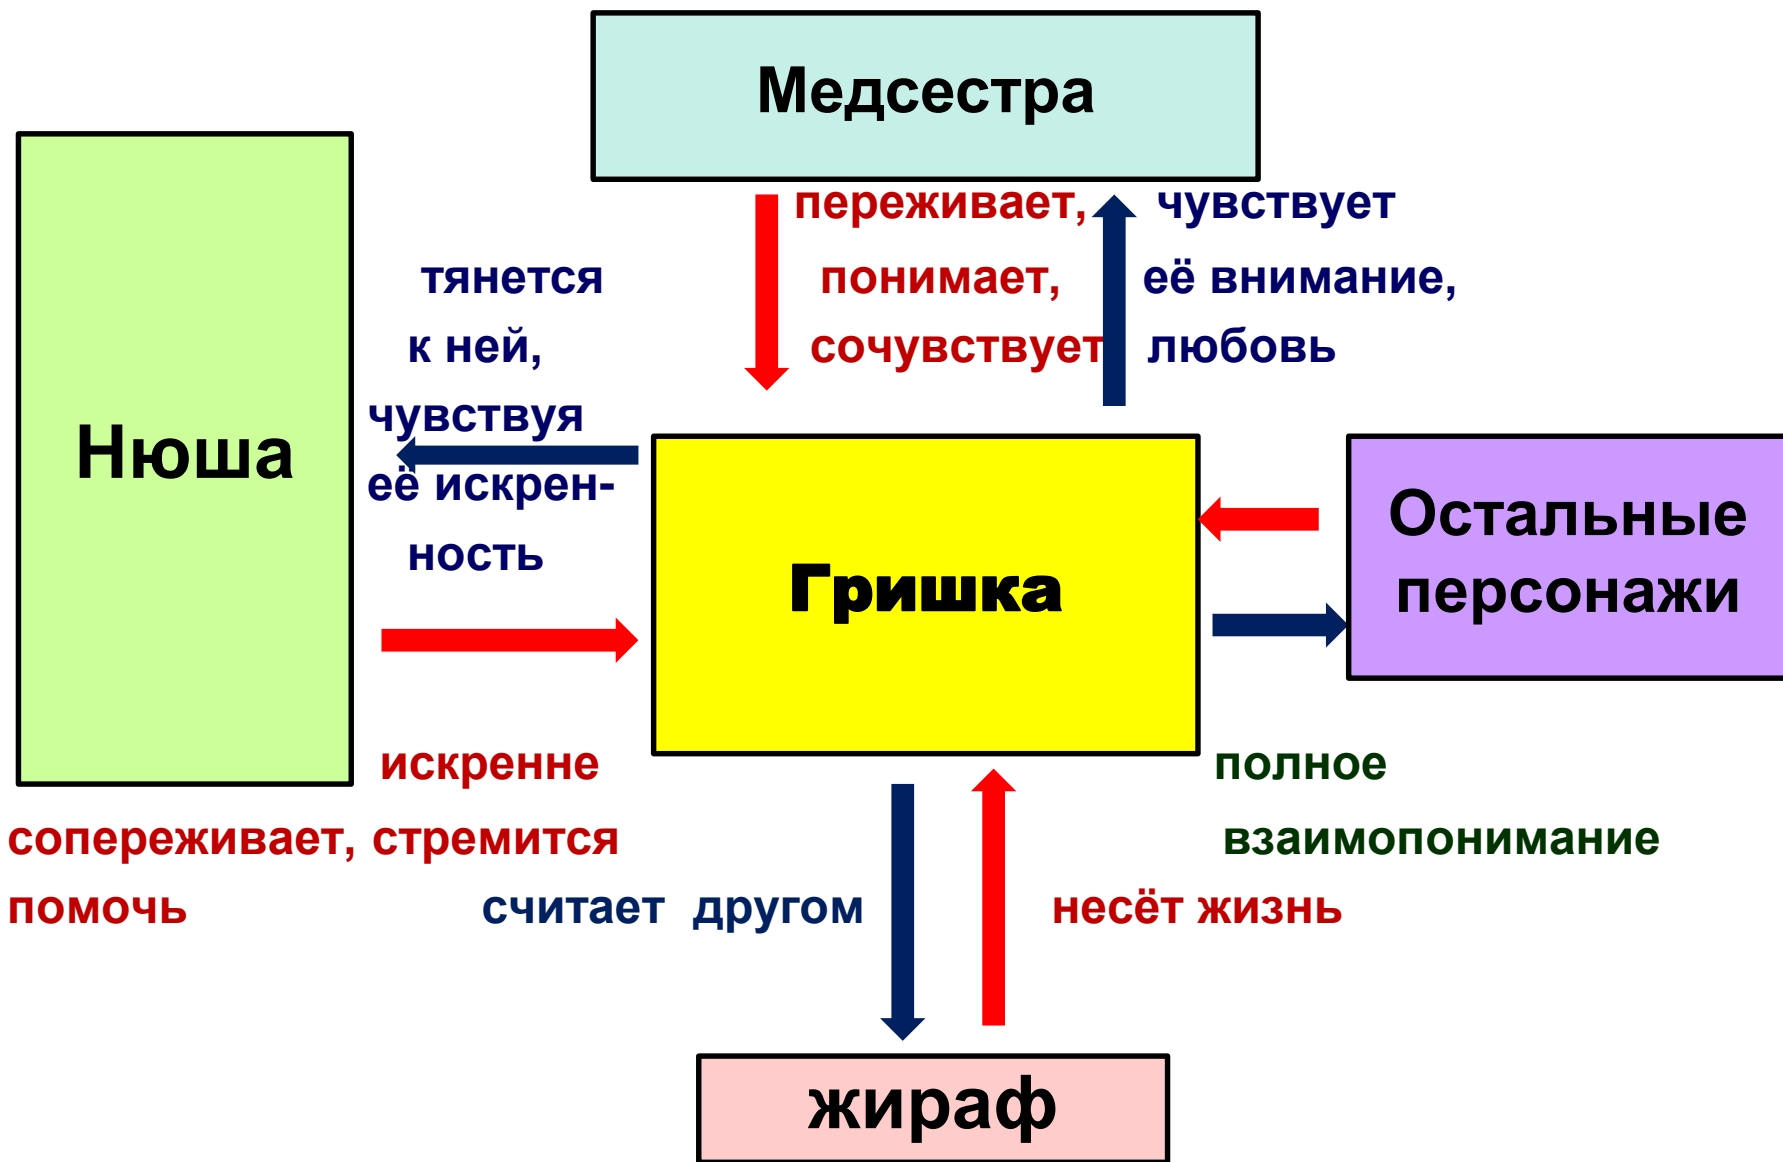 Медсестра
переживает,
понимает,
сочувствует
чувствует
её внимание,
любовь
тянется
к ней,
чувствуя
её искрен-
ность
Нюша
Гришка
Остальные
персонажи
искренне
сопереживает, стремится
помочь
полное
взаимопонимание
считает другом
несёт жизнь
жираф